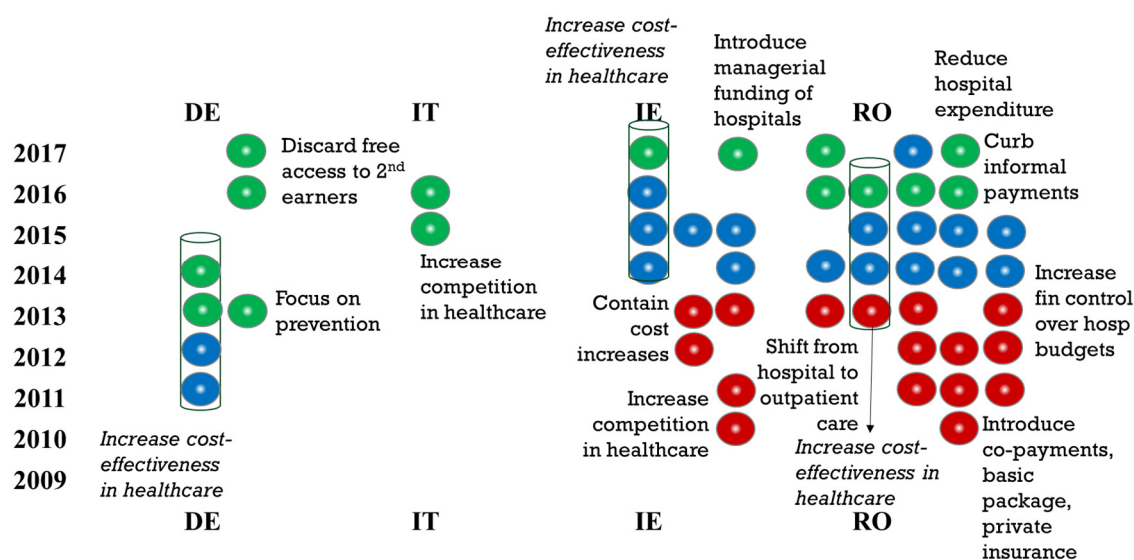 Increase cost-
effectiveness
in healthcare
Introduce
managerial
funding of
hospitals
Reduce
hospital
expenditure
DE
IT
IE
RO
2017
2016
2015
2014
2013
2012
2011
2010
2009
Discard free
access to 2nd
earners
Curb
informal
payments
Increase
competition
in healthcare
Focus on
prevention
Contain
cost
increases
Increase
fin control
over hosp
budgets
Shift from
hospital to
outpatient
care
Increase
competition
in healthcare
Increase cost-
effectiveness
in healthcare
Increase cost-
effectiveness in
healthcare
Introduce
co-payments,
basic
package,
private
insurance
DE
IT
IE
RO